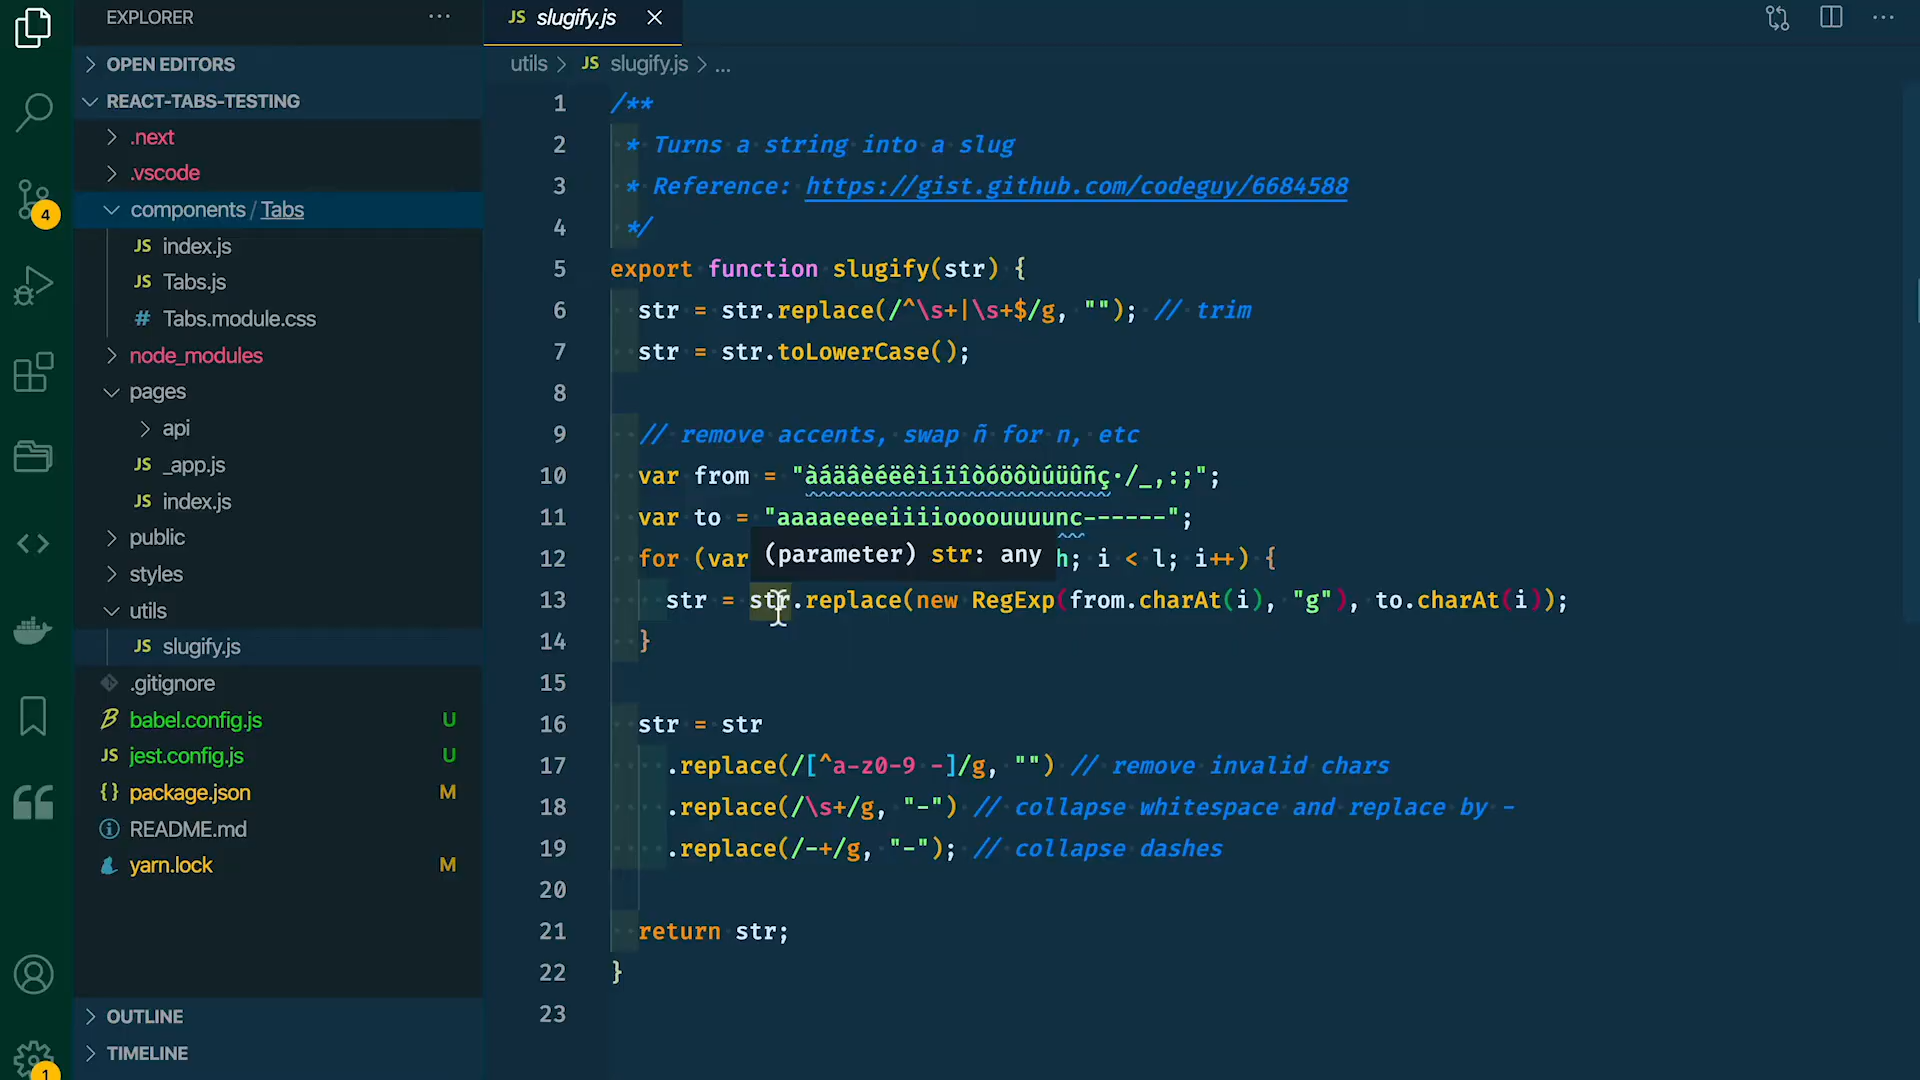 EXPLORER
OPEN EDITORS
REACT-TABS-TESTING
.next
.vscode
components / Tabs
JS index.js
JS Tabs.js
# Tabs.module.css
node_modules
pages
api
JS _app.js
JS index.js
public
styles
utils
JS slugify.js
.gitignore
babel.config.js U
JS jest.config.js U
{} package.json M
README.md
yarn.lock M
OUTLINE
TIMELINE
4
1
JS slugify.js
utils > JS slugify.js > ...
1 /**
2 * Turns a string into a slug
3 * Reference: https://gist.github.com/codeguy/6684588
4 */
5 export function slugify(str) {
6 str = str.replace(/^\s+|\s+$/g, ""); // trim
7 str = str.toLowerCase();
8
9 // remove accents, swap ñ for n, etc
10 var from = "àáäâèéëêìíïîòóöôùúüûñç·/_,:;";
11 var to = "aaaaeeeeiiiioooouuuunc------";
12 for (var h; i < l; i++) {
(parameter) str: any
13 str = str.replace(new RegExp(from.charAt(i), "g"), to.charAt(i));
14 }
15
16 str = str
17 .replace(/[^a-z0-9 -]/g, "") // remove invalid chars
18 .replace(/\s+/g, "-") // collapse whitespace and replace by -
19 .replace(/-+/g, "-"); // collapse dashes
20
21 return str;
22 }
23